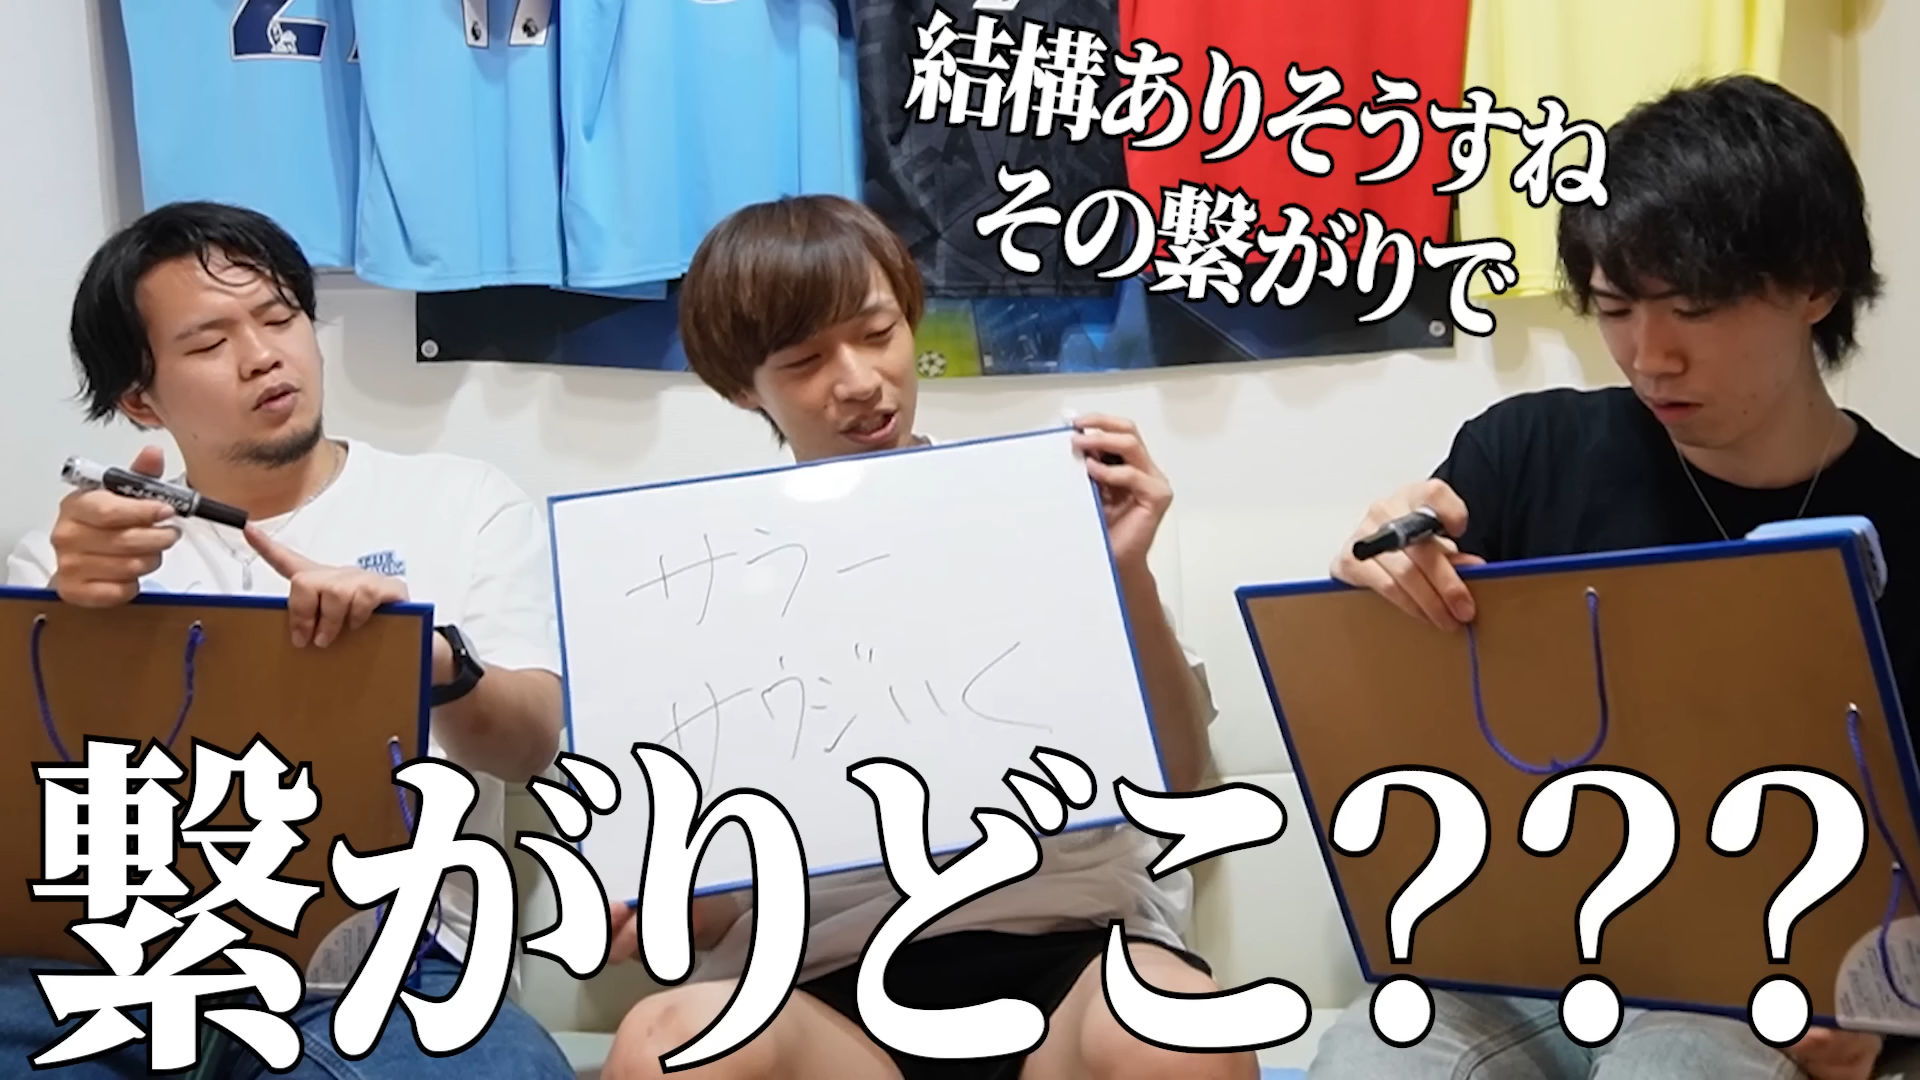 結構ありそうすね
その繋がりで
サラー
サウジいく
繋がりどこ???